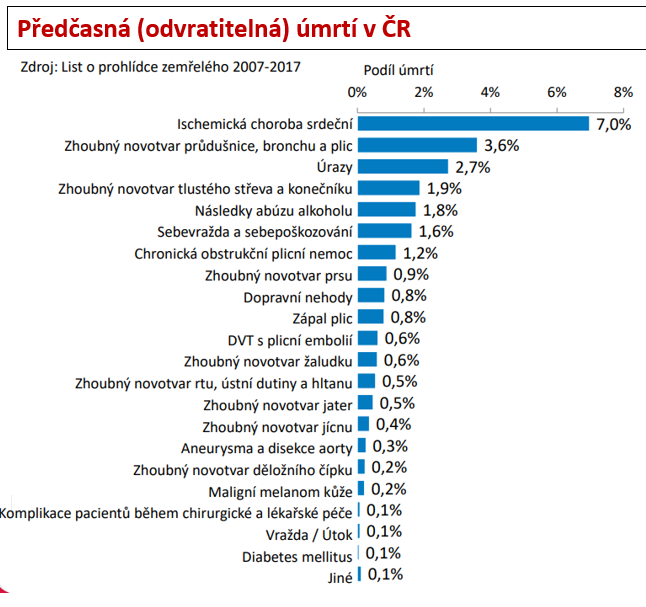 Předčasná (odvratitelná) úmrtí v ČR
Zdroj: List o prohlídce zemřelého 2007-2017
Podíl úmrtí
0% 2% 4% 6% 8%
Ischemická choroba srdeční 7,0%
Zhoubný novotvar průdušnice, bronchu a plic 3,6%
Úrazy 2,7%
Zhoubný novotvar tlustého střeva a konečníku 1,9%
Následky abúzu alkoholu 1,8%
Sebevražda a sebepoškozování 1,6%
Chronická obstrukční plicní nemoc 1,2%
Zhoubný novotvar prsu 0,9%
Dopravní nehody 0,8%
Zápal plic 0,8%
DVT s plicní embolií 0,6%
Zhoubný novotvar žaludku 0,6%
Zhoubný novotvar rtu, ústní dutiny a hltanu 0,5%
Zhoubný novotvar jater 0,5%
Zhoubný novotvar jícnu 0,4%
Aneurysma a disekce aorty 0,3%
Zhoubný novotvar děložního čípku 0,2%
Maligní melanom kůže 0,2%
Komplikace pacientů během chirurgické a lékařské péče 0,1%
Vražda / Útok 0,1%
Diabetes mellitus 0,1%
Jiné 0,1%